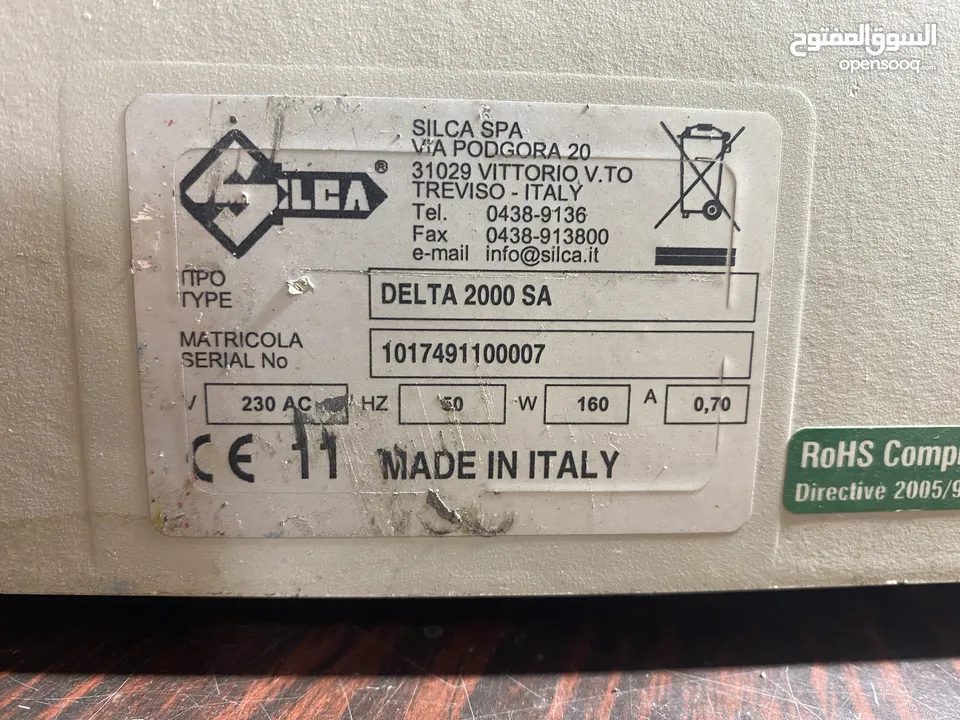 السوق المفتوح
opensooq.com
SILCA®
SILCA SPA
VIA PODGORA 20
31029 VITTORIO V.TO
TREVISO - ITALY
Tel. 0438-9136
Fax 0438-913800
e-mail info@silca.it
TIPO
TYPE DELTA 2000 SA
MATRICOLA
SERIAL No 1017491100007
V 230 AC HZ 50 W 160 A 0,70
CE 11 MADE IN ITALY
RoHS Compl
Directive 2005/9